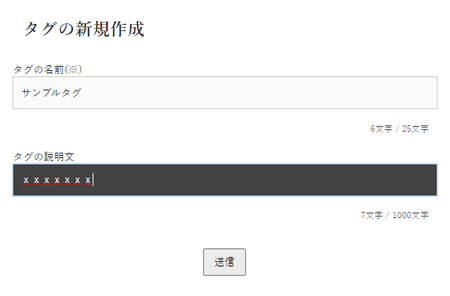 タグの新規作成
タグの名前(※)
サンプルタグ
6文字 / 25文字
タグの説明文
ｘｘｘｘｘｘｘ
7文字 / 1000文字
送信